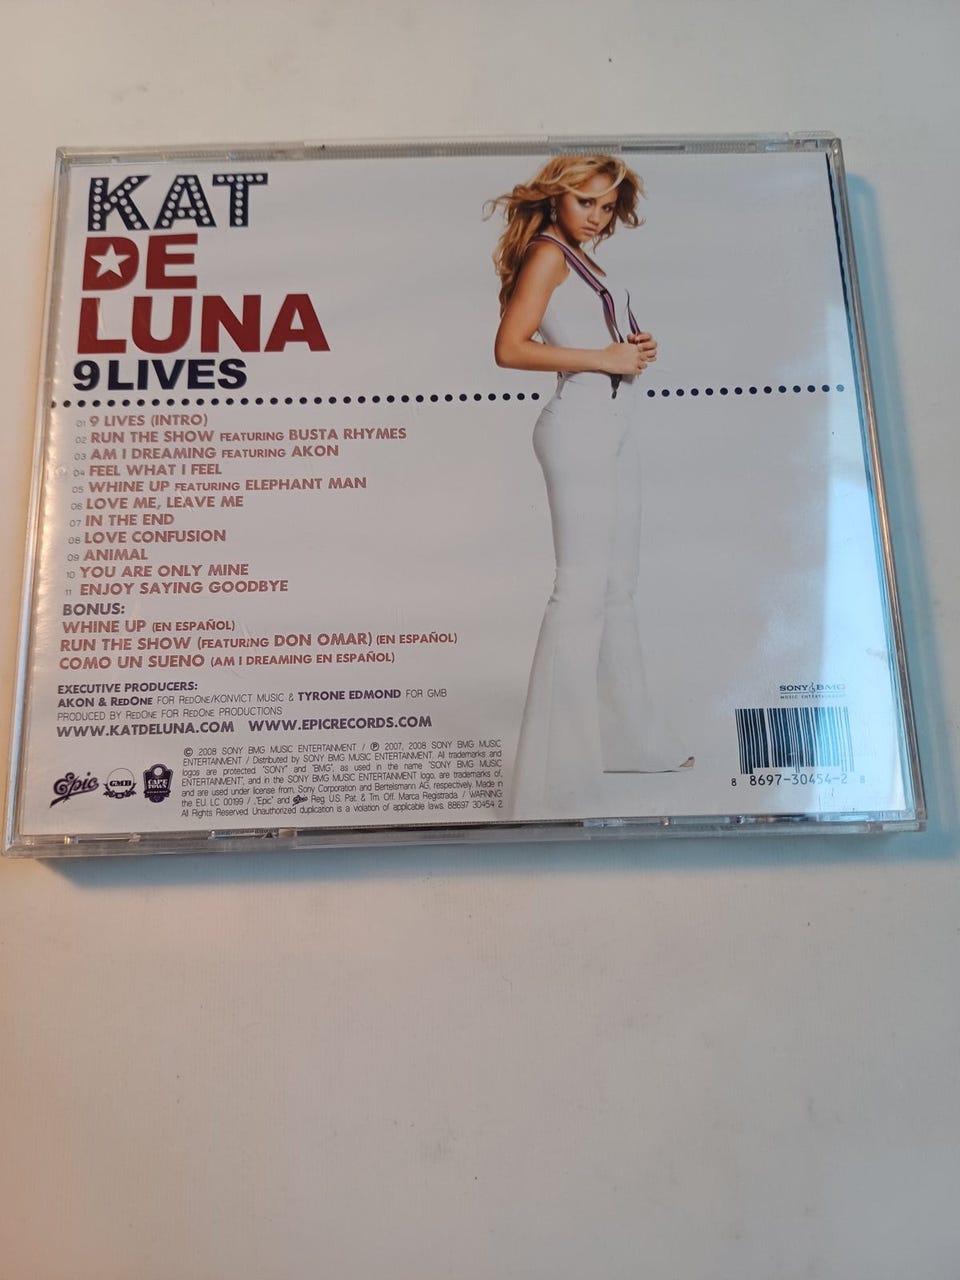 KAT
DE
LUNA
9 LIVES
01 9 LIVES (INTRO)
02 RUN THE SHOW FEATURING BUSTA RHYMES
03 AM I DREAMING FEATURING AKON
04 FEEL WHAT I FEEL
05 WHINE UP FEATURING ELEPHANT MAN
06 LOVE ME, LEAVE ME
07 IN THE END
08 LOVE CONFUSION
09 ANIMAL
10 YOU ARE ONLY MINE
11 ENJOY SAYING GOODBYE
BONUS:
WHINE UP (EN ESPAÑOL)
RUN THE SHOW (FEATURING DON OMAR) (EN ESPAÑOL)
COMO UN SUENO (AM I DREAMING EN ESPAÑOL)
EXECUTIVE PRODUCERS:
AKON & REDONE FOR REDONE/KONVICT MUSIC & TYRONE EDMOND FOR GMB
PRODUCED BY REDONE FOR REDONE PRODUCTIONS
WWW.KATDELUNA.COM WWW.EPICRECORDS.COM
© 2008 SONY BMG MUSIC ENTERTAINMENT / ℗ 2007, 2008 SONY BMG MUSIC
ENTERTAINMENT / Distributed by SONY BMG MUSIC ENTERTAINMENT. All trademarks and
logos are protected. "SONY" and "BMG", as used in the name "SONY BMG MUSIC
ENTERTAINMENT", and in the SONY BMG MUSIC ENTERTAINMENT logo, are trademarks of,
and are used under license from, Sony Corporation and Bertelsmann AG, respectively. Made in
the EU. LC 00199 / "Epic" and Epic Reg. U.S. Pat. & Tm. Off. Marca Registrada. / WARNING:
All Rights Reserved. Unauthorized duplication is a violation of applicable laws. 88697 30454 2
Epic
GMB
CAPE TOWN
SONY BMG
MUSIC ENTERTAINMENT
8 86973-04542 8